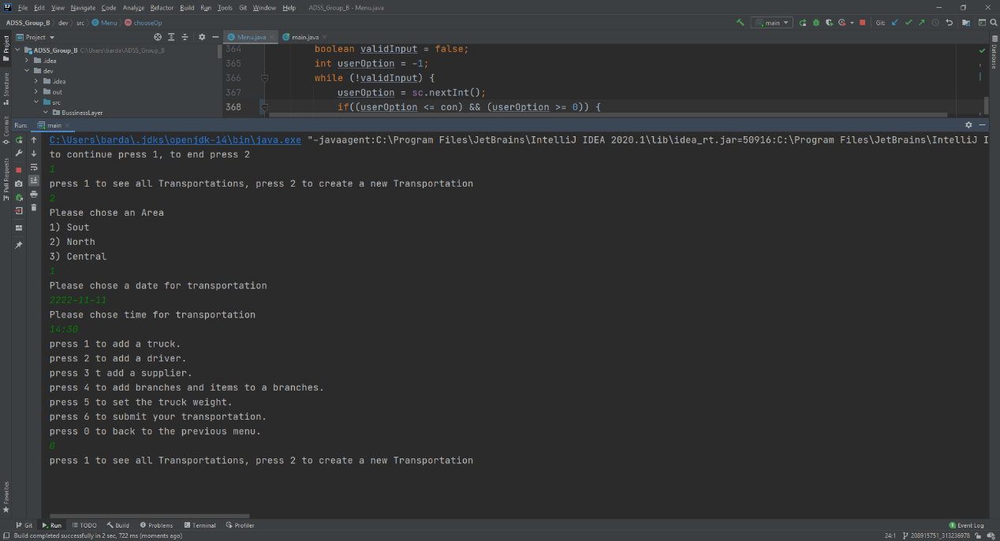 File Edit View Navigate Code Analyze Refactor Build Run Tools Git Window Help ADSS_Group_B - Menu.java
ADSS_Group_B dev src Menu chooseOp main Git:
Project Menu.java main.java
ADSS_Group_B C:\Users\barda\ADSS_Group_B
.idea
dev
.idea
out
src
BussinessLayer
364 boolean validInput = false;
365 int userOption = -1;
366 while (!validInput) {
367 userOption = sc.nextInt();
368 if((userOption <= con) && (userOption >= 0)) {
Run: main
C:\Users\barda\.jdks\openjdk-14\bin\java.exe "-javaagent:C:\Program Files\JetBrains\IntelliJ IDEA 2020.1\lib\idea_rt.jar=50916:C:\Program Files\JetBrains\IntelliJ I
to continue press 1, to end press 2
1
press 1 to see all Transportations, press 2 to create a new Transportation
2
Please chose an Area
1) Sout
2) North
3) Central
1
Please chose a date for transportation
2222-11-11
Please chose time for transportation
14:30
press 1 to add a truck.
press 2 to add a driver.
press 3 t add a supplier.
press 4 to add branches and items to a branches.
press 5 to set the truck weight.
press 6 to submit your transportation.
press 0 to back to the previous menu.
0
press 1 to see all Transportations, press 2 to create a new Transportation
Project
Structure
Commit
Pull Requests
Favorites
Database
Git Run TODO Build Problems Terminal Profiler 1 Event Log
Build completed successfully in 2 sec, 722 ms (moments ago) 24:1 208915751_313236978